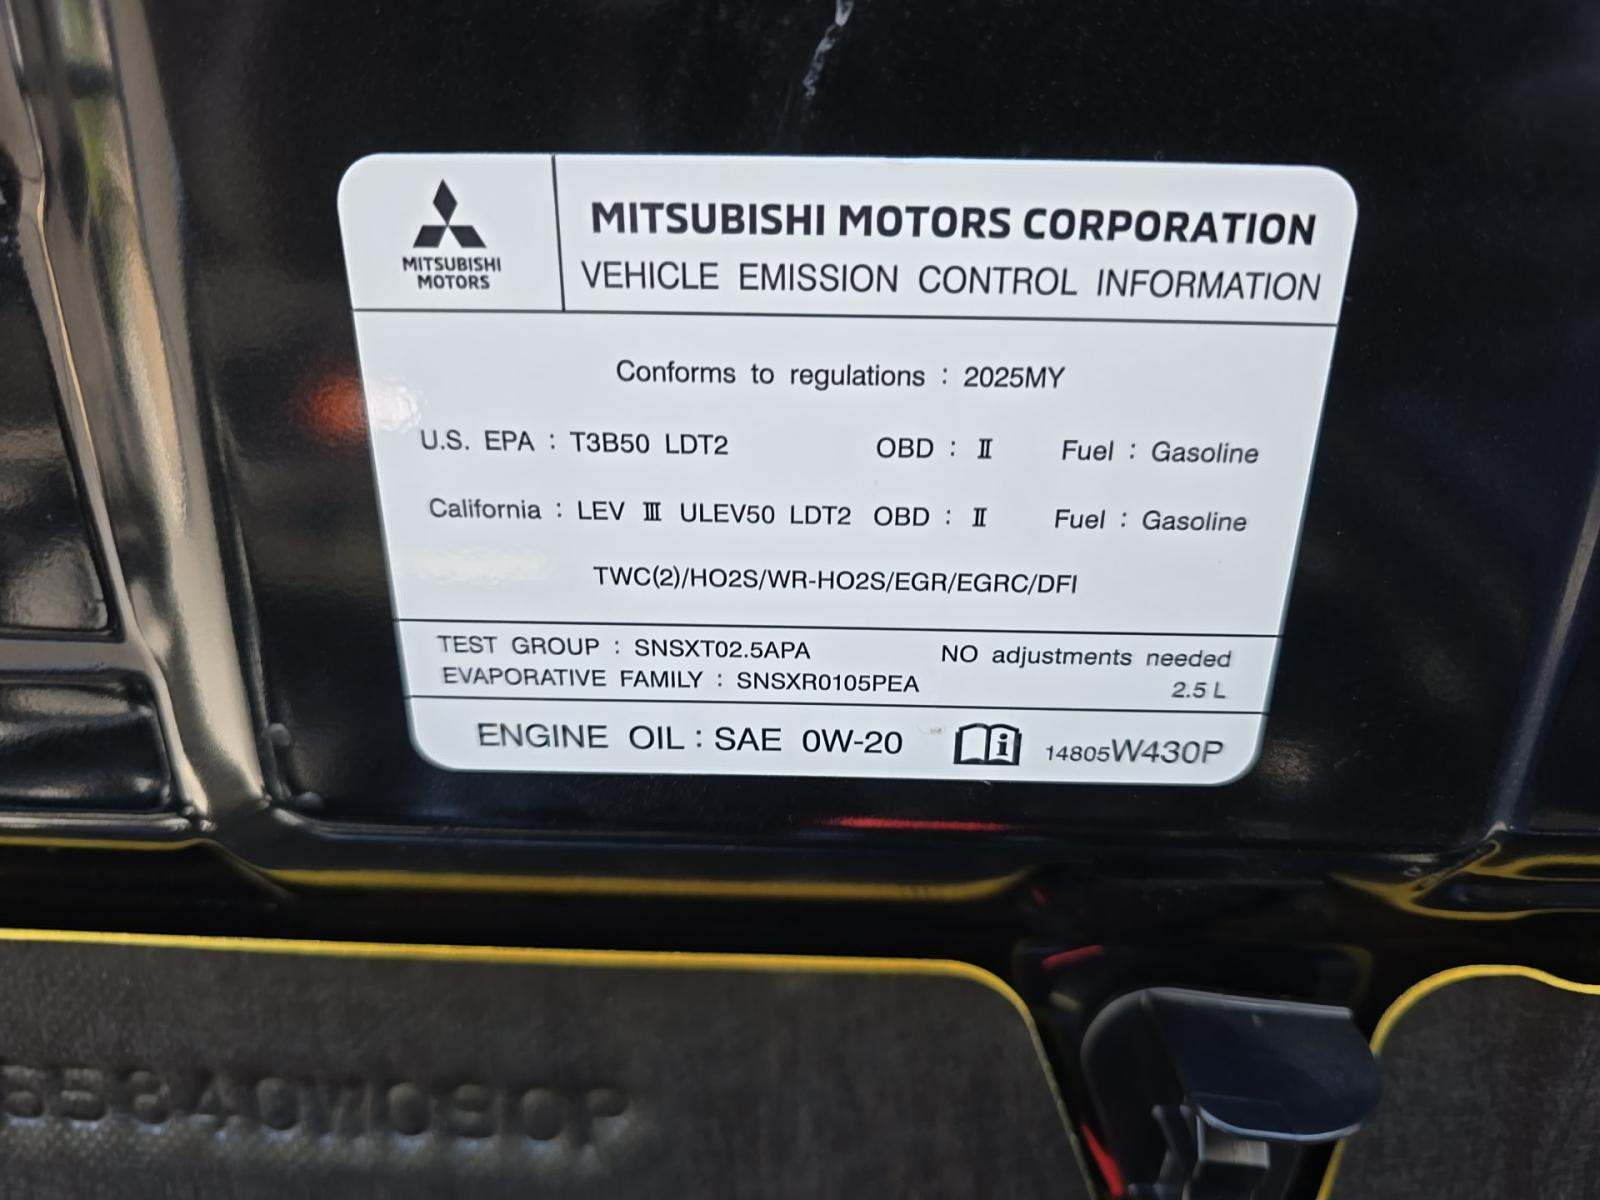 MITSUBISHI
MOTORS
MITSUBISHI MOTORS CORPORATION
VEHICLE EMISSION CONTROL INFORMATION
Conforms to regulations : 2025MY
U.S. EPA : T3B50 LDT2 OBD : Ⅱ Fuel : Gasoline
California : LEV Ⅲ ULEV50 LDT2 OBD : Ⅱ Fuel : Gasoline
TWC(2)/HO2S/WR-HO2S/EGR/EGRC/DFI
TEST GROUP : SNSXT02.5APA NO adjustments needed
EVAPORATIVE FAMILY : SNSXR0105PEA 2.5 L
ENGINE OIL : SAE 0W-20 14805W430P